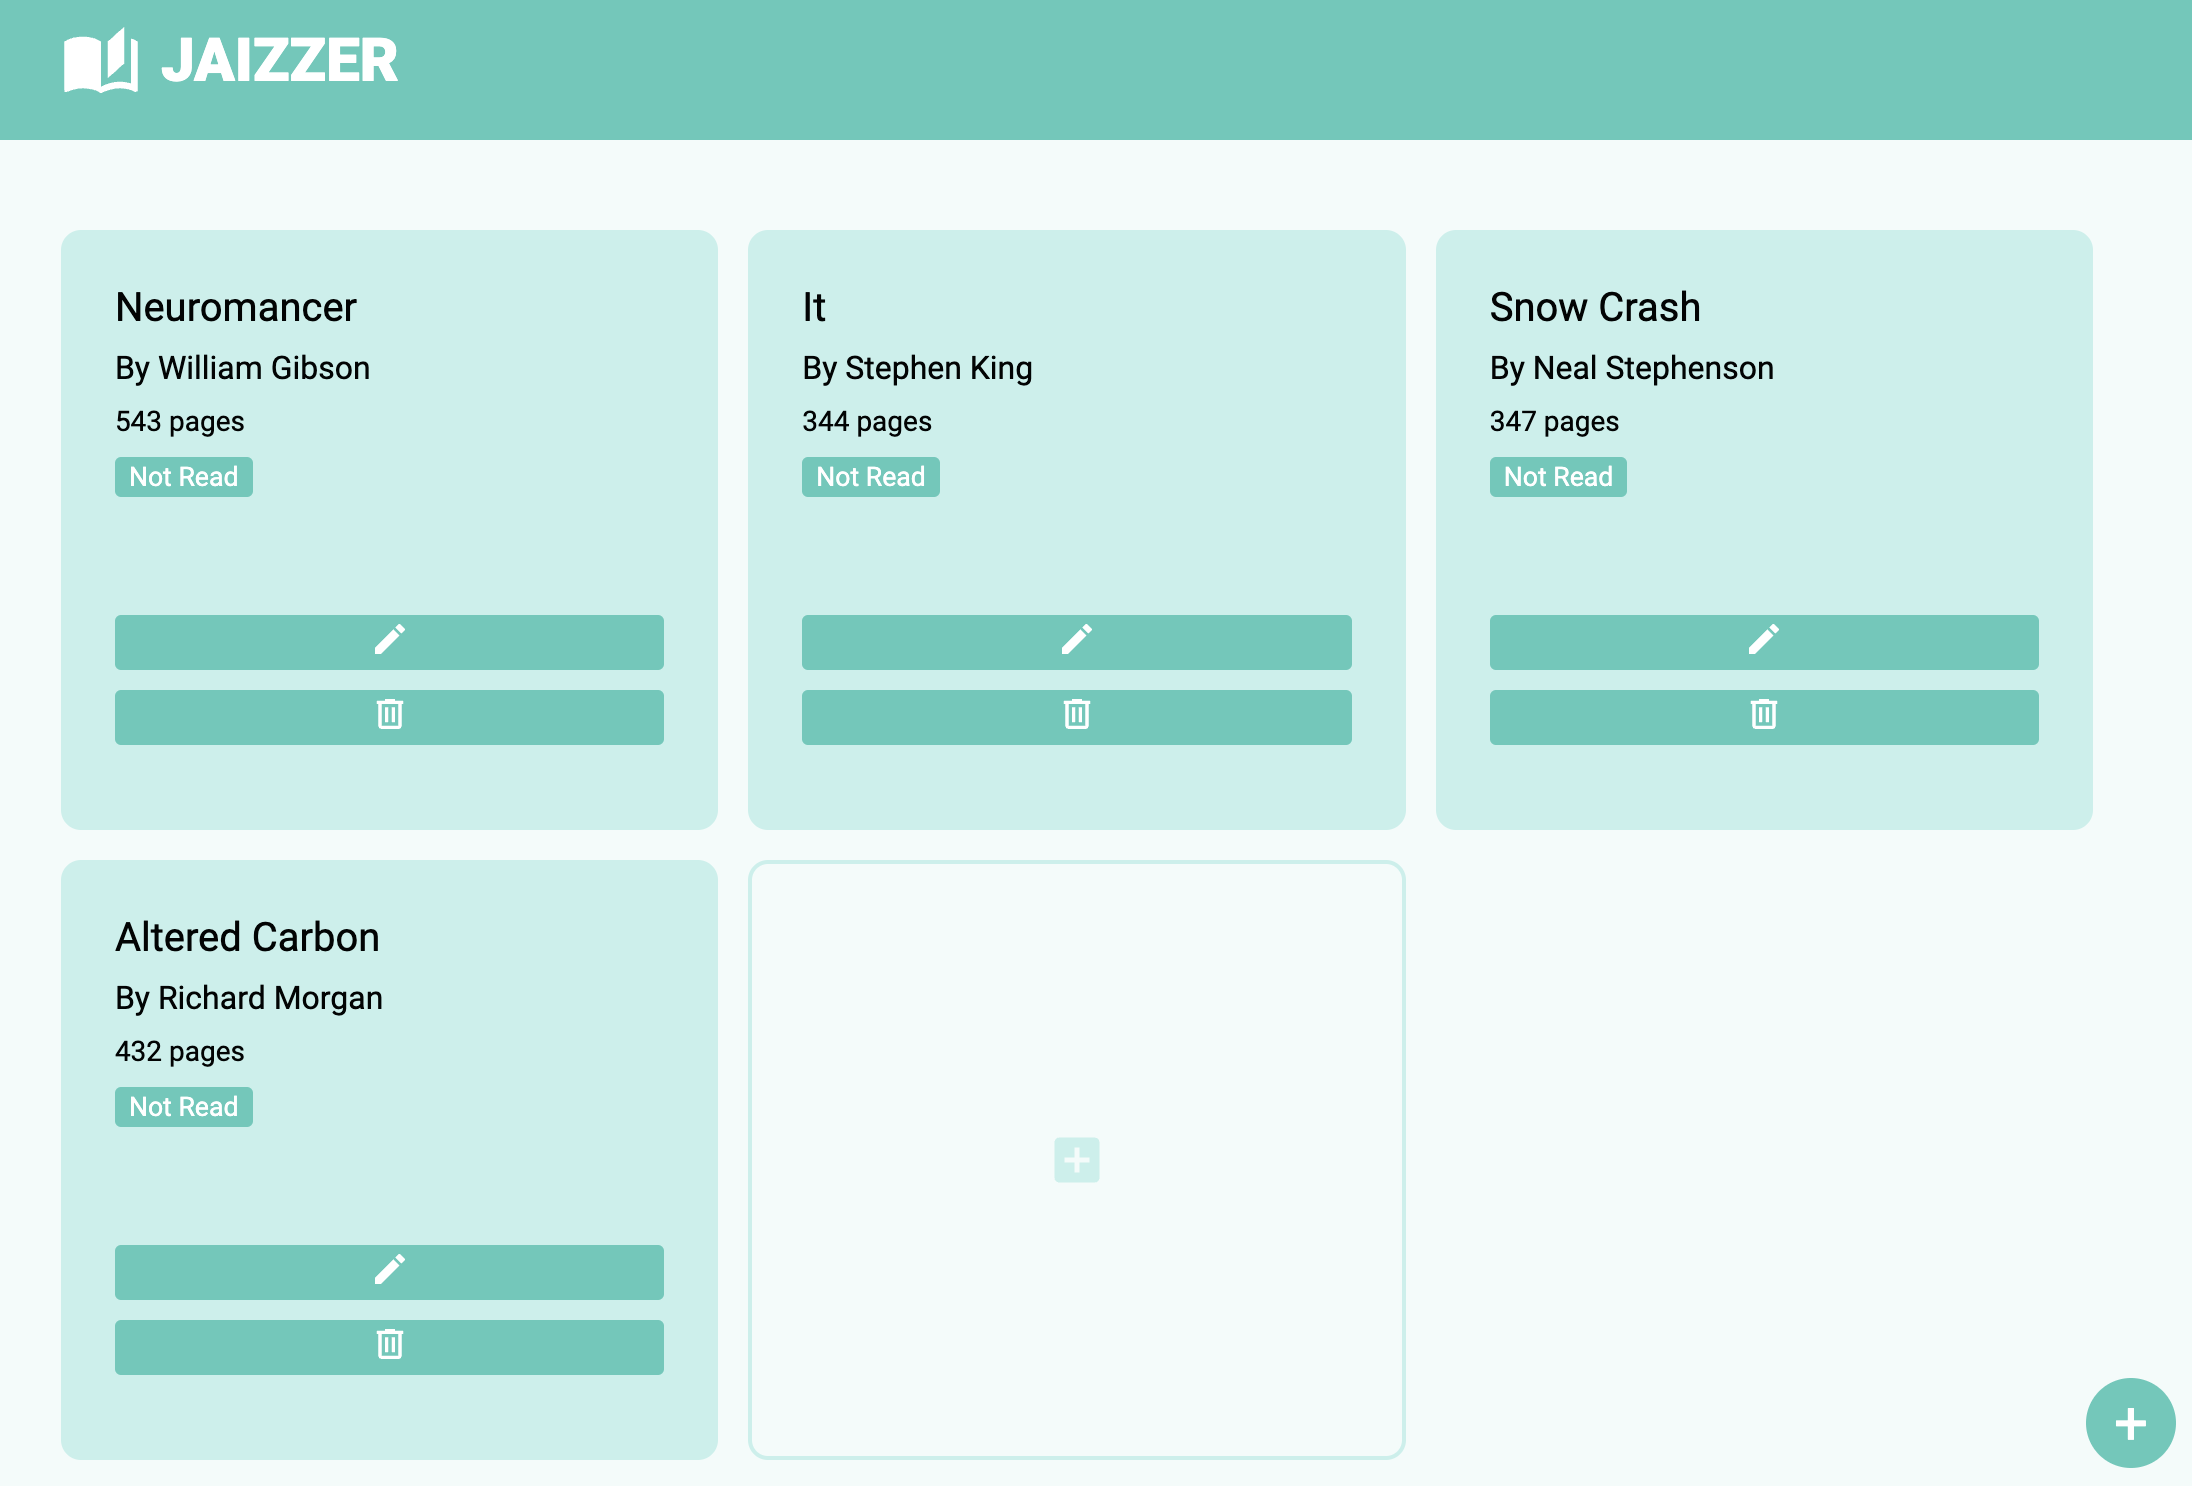 JAIZZER
Neuromancer
By William Gibson
543 pages
Not Read
It
By Stephen King
344 pages
Not Read
Snow Crash
By Neal Stephenson
347 pages
Not Read
Altered Carbon
By Richard Morgan
432 pages
Not Read